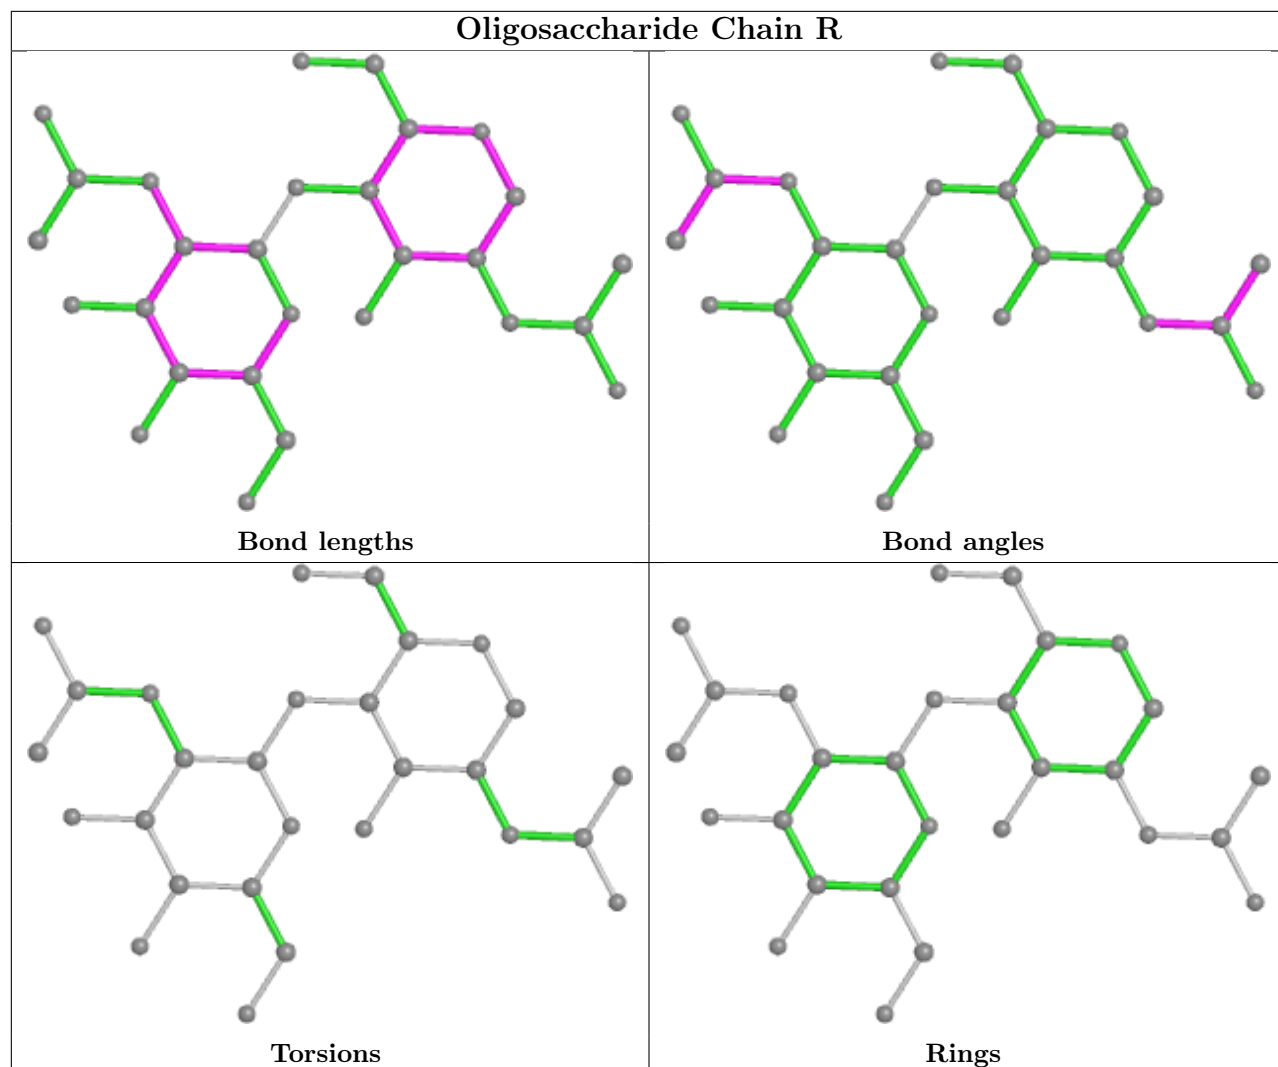 Oligosaccharide Chain R
Bond lengths
Bond angles
Torsions
Rings